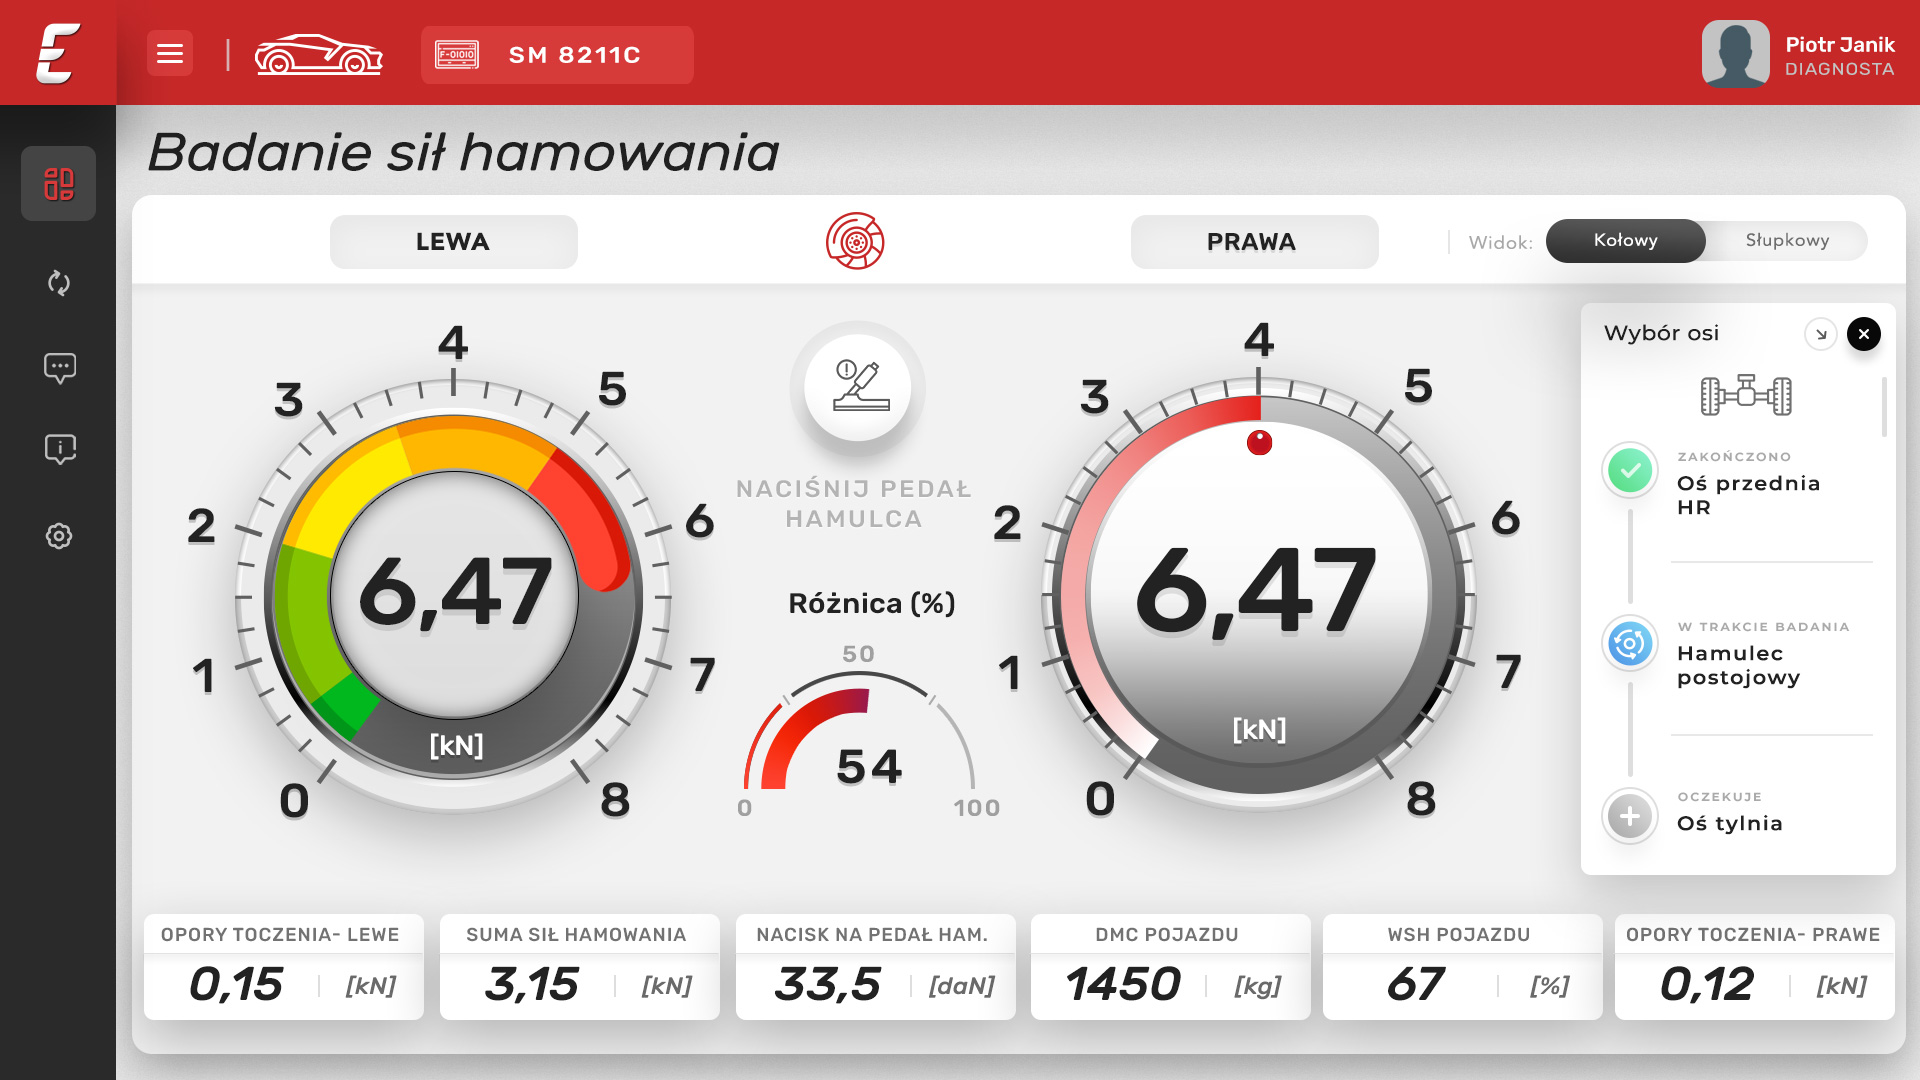 E
F-01010
SM 8211C
Piotr Janik
DIAGNOSTA
Badanie sił hamowania
LEWA
PRAWA
Widok:
Kołowy
Słupkowy
0
1
2
3
4
5
6
7
8
6,47
[kN]
NACIŚNIJ PEDAŁ
HAMULCA
Różnica (%)
50
54
0
100
0
1
2
3
4
5
6
7
8
6,47
[kN]
Wybór osi
ZAKOŃCZONO
Oś przednia
HR
W TRAKCIE BADANIA
Hamulec
postojowy
OCZEKUJE
Oś tylnia
OPORY TOCZENIA- LEWE
0,15 [kN]
SUMA SIŁ HAMOWANIA
3,15 [kN]
NACISK NA PEDAŁ HAM.
33,5 [daN]
DMC POJAZDU
1450 [kg]
WSH POJAZDU
67 [%]
OPORY TOCZENIA- PRAWE
0,12 [kN]